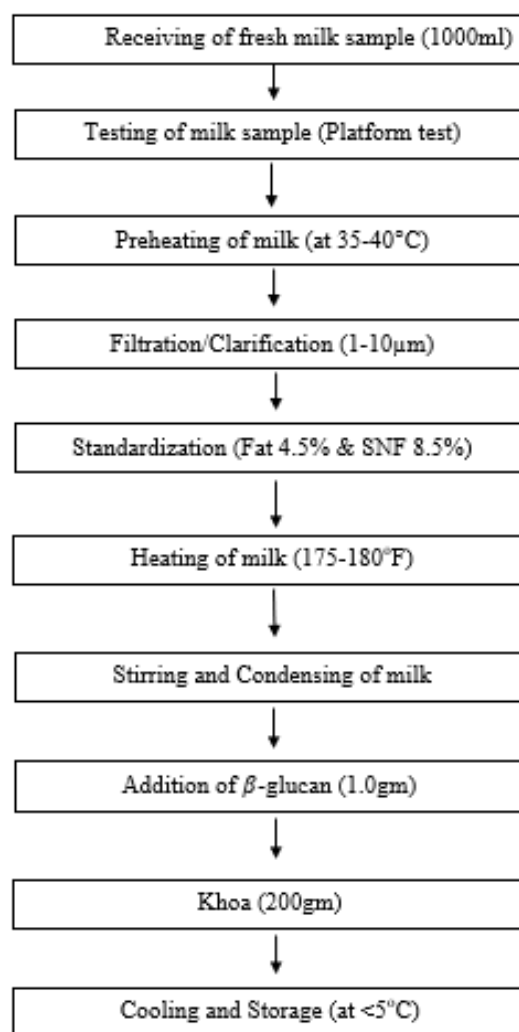 Receiving of fresh milk sample (1000ml)
Testing of milk sample (Platform test)
Preheating of milk (at 35-40°C)
Filtration/Clarification (1-10µm)
Standardization (Fat 4.5% & SNF 8.5%)
Heating of milk (175-180°F)
Stirring and Condensing of milk
Addition of β-glucan (1.0gm)
Khoa (200gm)
Cooling and Storage (at <5°C)